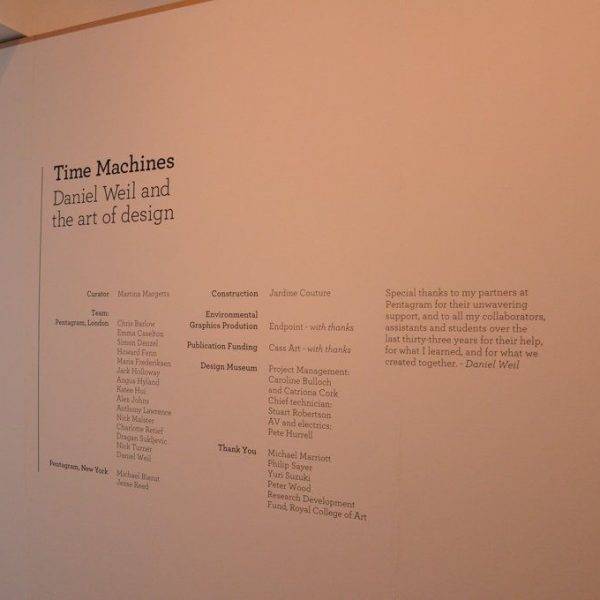 Time Machines
Daniel Weil and
the art of design
Curator Martina Margetts
Team:
Pentagram, London Chris Barlow
Emma Caselton
Simon Denzel
Howard Fenn
Maria Frederiksen
Jack Holloway
Angus Hyland
Katee Hui
Alex Johns
Anthony Lawrence
Nick Malster
Charlotte Retief
Dragan Sukljevic
Nick Turner
Daniel Weil
Pentagram, New York Michael Bierut
Jesse Reed
Construction Jardine Couture
Environmental
Graphics Prodution Endpoint - with thanks
Publication Funding Cass Art - with thanks
Design Museum Project Management:
Caroline Bulloch
and Catriona Cork
Chief technician:
Stuart Robertson
AV and electrics:
Pete Hurrell
Thank You Michael Marriott
Philip Sayer
Yuri Suzuki
Peter Wood
Research Development
Fund, Royal College of Art
Special thanks to my partners at
Pentagram for their unwavering
support, and to all my collaborators,
assistants and students over the
last thirty-three years for their help,
for what I learned, and for what we
created together. - Daniel Weil